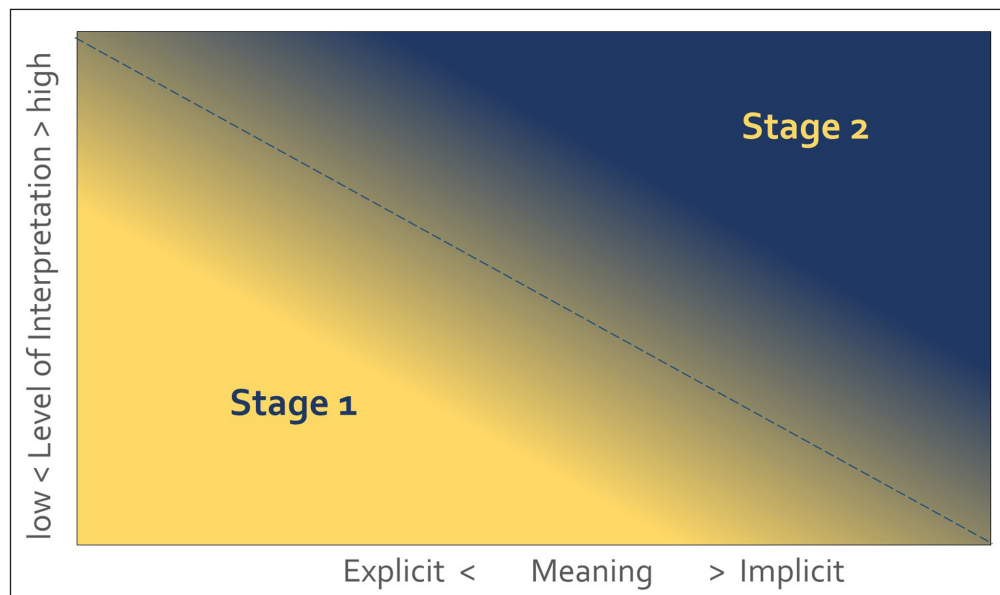 low < Level of Interpretation > high
Stage 2
Stage 1
Explicit < Meaning > Implicit